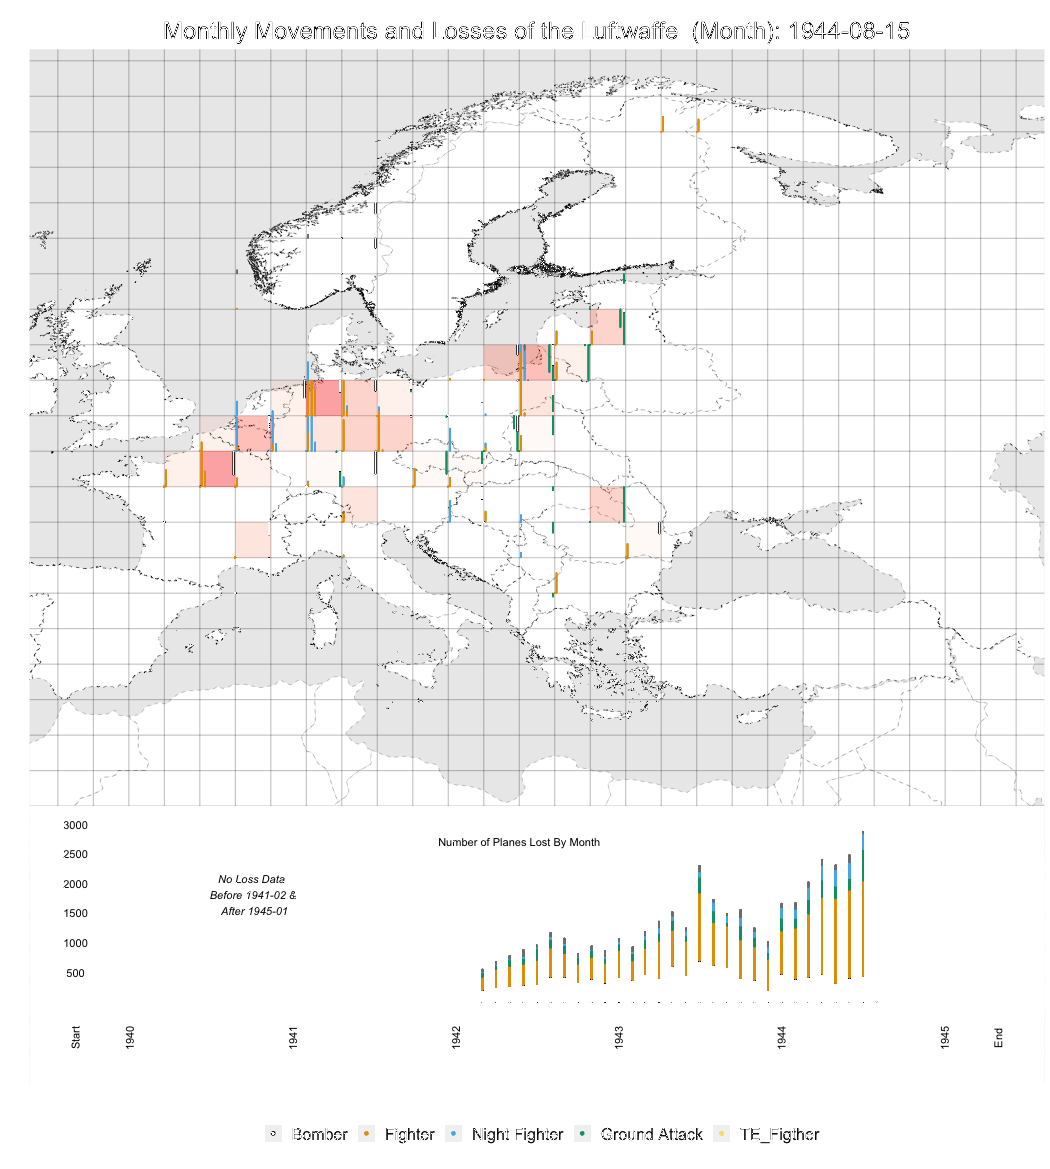 Monthly Movements and Losses of the Luftwaffe (Month): 1944-08-15
3000
Number of Planes Lost By Month
2500
No Loss Data
2000
Before 1941-02 &
1500
After 1945-01
1000
500
Start
1940
1941
1942
1943
1944
1945
End
Bomber
Fighter
Night Fighter
Ground Attack
TE_Figther